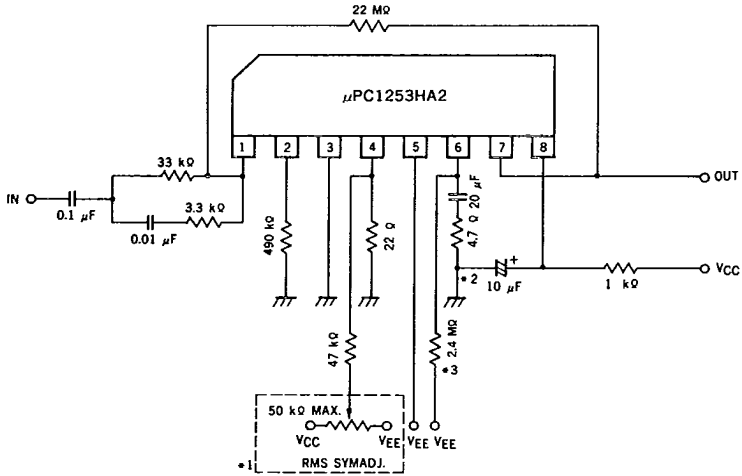 22 MΩ
μPC1253HA2
1 2 3 4 5 6 7 8
33 kΩ
IN
0.1 μF
0.01 μF
3.3 kΩ
490 kΩ
22 Ω
20 μF
4.7 Ω
OUT
*2
10 μF
+
1 kΩ
VCC
47 kΩ
2.4 MΩ
*3
50 kΩ MAX.
VCC
VEE
VEE
VEE
*1
RMS SYMADJ.